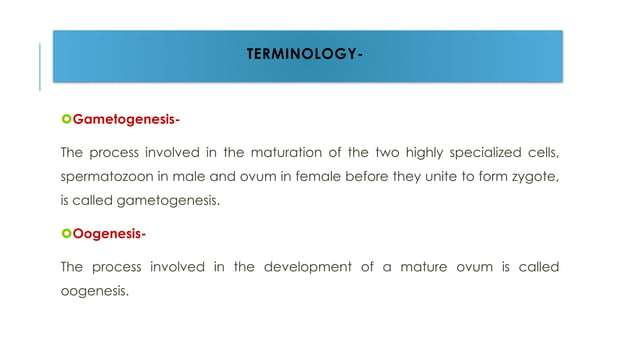 TERMINOLOGY-
Gametogenesis-
The process involved in the maturation of the two highly specialized cells,
spermatozoon in male and ovum in female before they unite to form zygote,
is called gametogenesis.
Oogenesis-
The process involved in the development of a mature ovum is called
oogenesis.